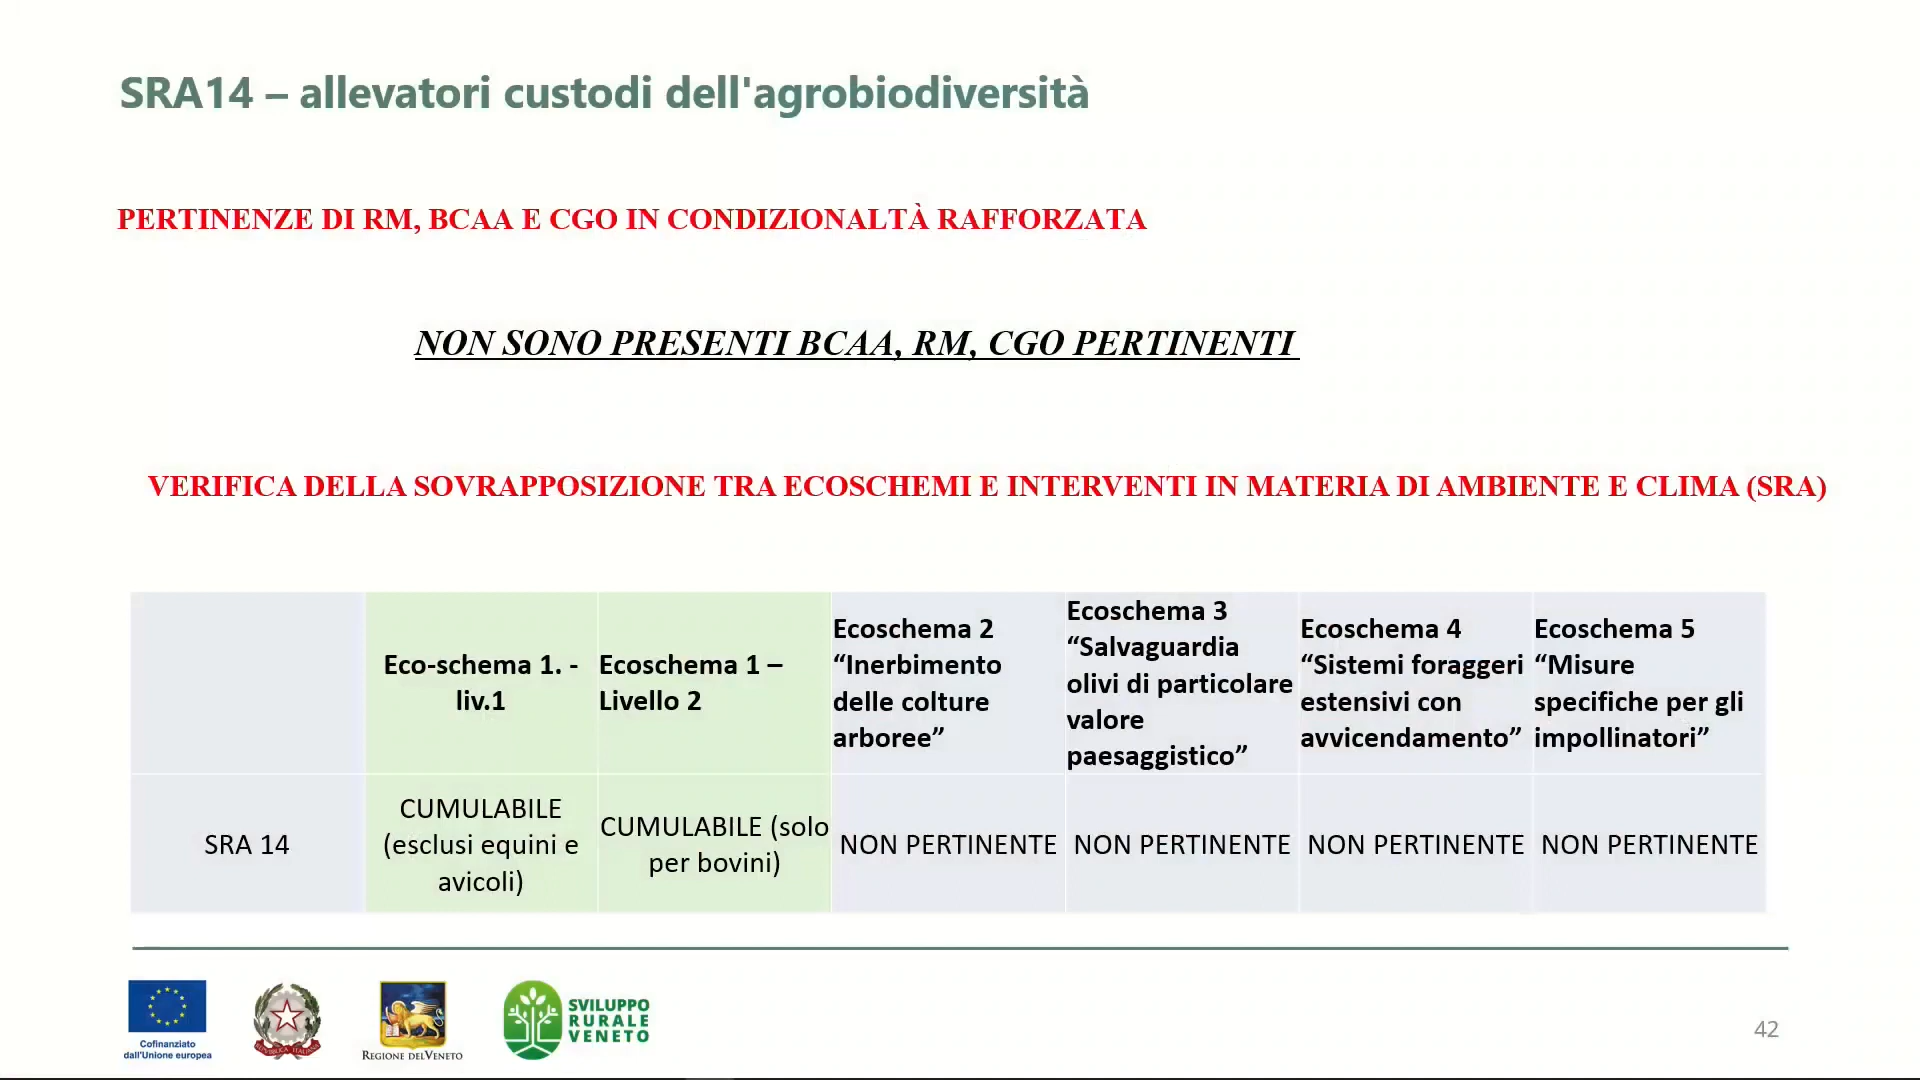 SRA14 – allevatori custodi dell'agrobiodiversità
PERTINENZE DI RM, BCAA E CGO IN CONDIZIONALTÀ RAFFORZATA
NON SONO PRESENTI BCAA, RM, CGO PERTINENTI
VERIFICA DELLA SOVRAPPOSIZIONE TRA ECOSCHEMI E INTERVENTI IN MATERIA DI AMBIENTE E CLIMA (SRA)
Eco-schema 1. -
liv.1
Ecoschema 1 –
Livello 2
Ecoschema 2
“Inerbimento
delle colture
arboree”
Ecoschema 3
“Salvaguardia
olivi di particolare
valore
paesaggistico”
Ecoschema 4
“Sistemi foraggeri
estensivi con
avvicendamento”
Ecoschema 5
“Misure
specifiche per gli
impollinatori”
SRA 14
CUMULABILE
(esclusi equini e
avicoli)
CUMULABILE (solo
per bovini)
NON PERTINENTE
NON PERTINENTE
NON PERTINENTE
NON PERTINENTE
Cofinanziato
dall'Unione europea
REGIONE DEL VENETO
SVILUPPO
RURALE
VENETO
42